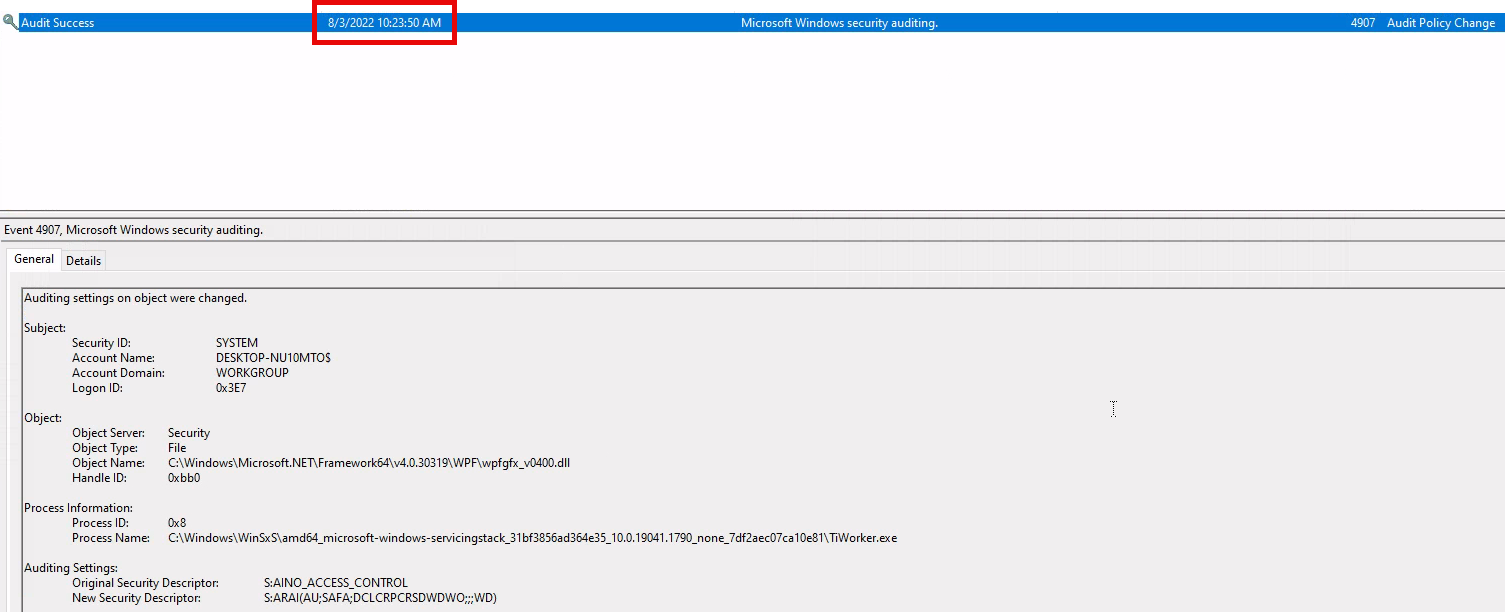 Audit Success 8/3/2022 10:23:50 AM Microsoft Windows security auditing. 4907 Audit Policy Change
Event 4907, Microsoft Windows security auditing.
General Details
Auditing settings on object were changed.
Subject:
Security ID: SYSTEM
Account Name: DESKTOP-NU10MTO$
Account Domain: WORKGROUP
Logon ID: 0x3E7
Object:
Object Server: Security
Object Type: File
Object Name: C:\Windows\Microsoft.NET\Framework64\v4.0.30319\WPF\wpfgfx_v0400.dll
Handle ID: 0xbb0
Process Information:
Process ID: 0x8
Process Name: C:\Windows\WinSxS\amd64_microsoft-windows-servicingstack_31bf3856ad364e35_10.0.19041.1790_none_7df2aec07ca10e81\TiWorker.exe
Auditing Settings:
Original Security Descriptor: S:AINO_ACCESS_CONTROL
New Security Descriptor: S:ARAI(AU;SAFA;DCLCRPCRSDWDWO;;;WD)